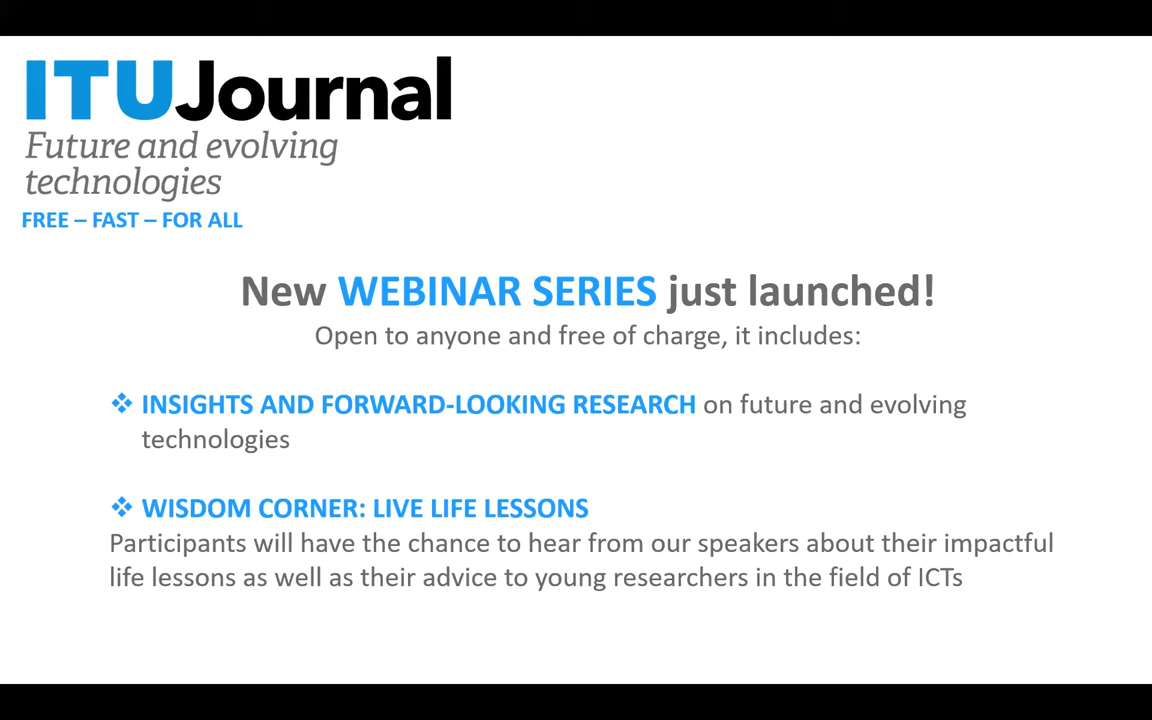 ITUJournal
Future and evolving
technologies
FREE – FAST – FOR ALL
New WEBINAR SERIES just launched!
Open to anyone and free of charge, it includes:
❖ INSIGHTS AND FORWARD-LOOKING RESEARCH on future and evolving
technologies
❖ WISDOM CORNER: LIVE LIFE LESSONS
Participants will have the chance to hear from our speakers about their impactful
life lessons as well as their advice to young researchers in the field of ICTs